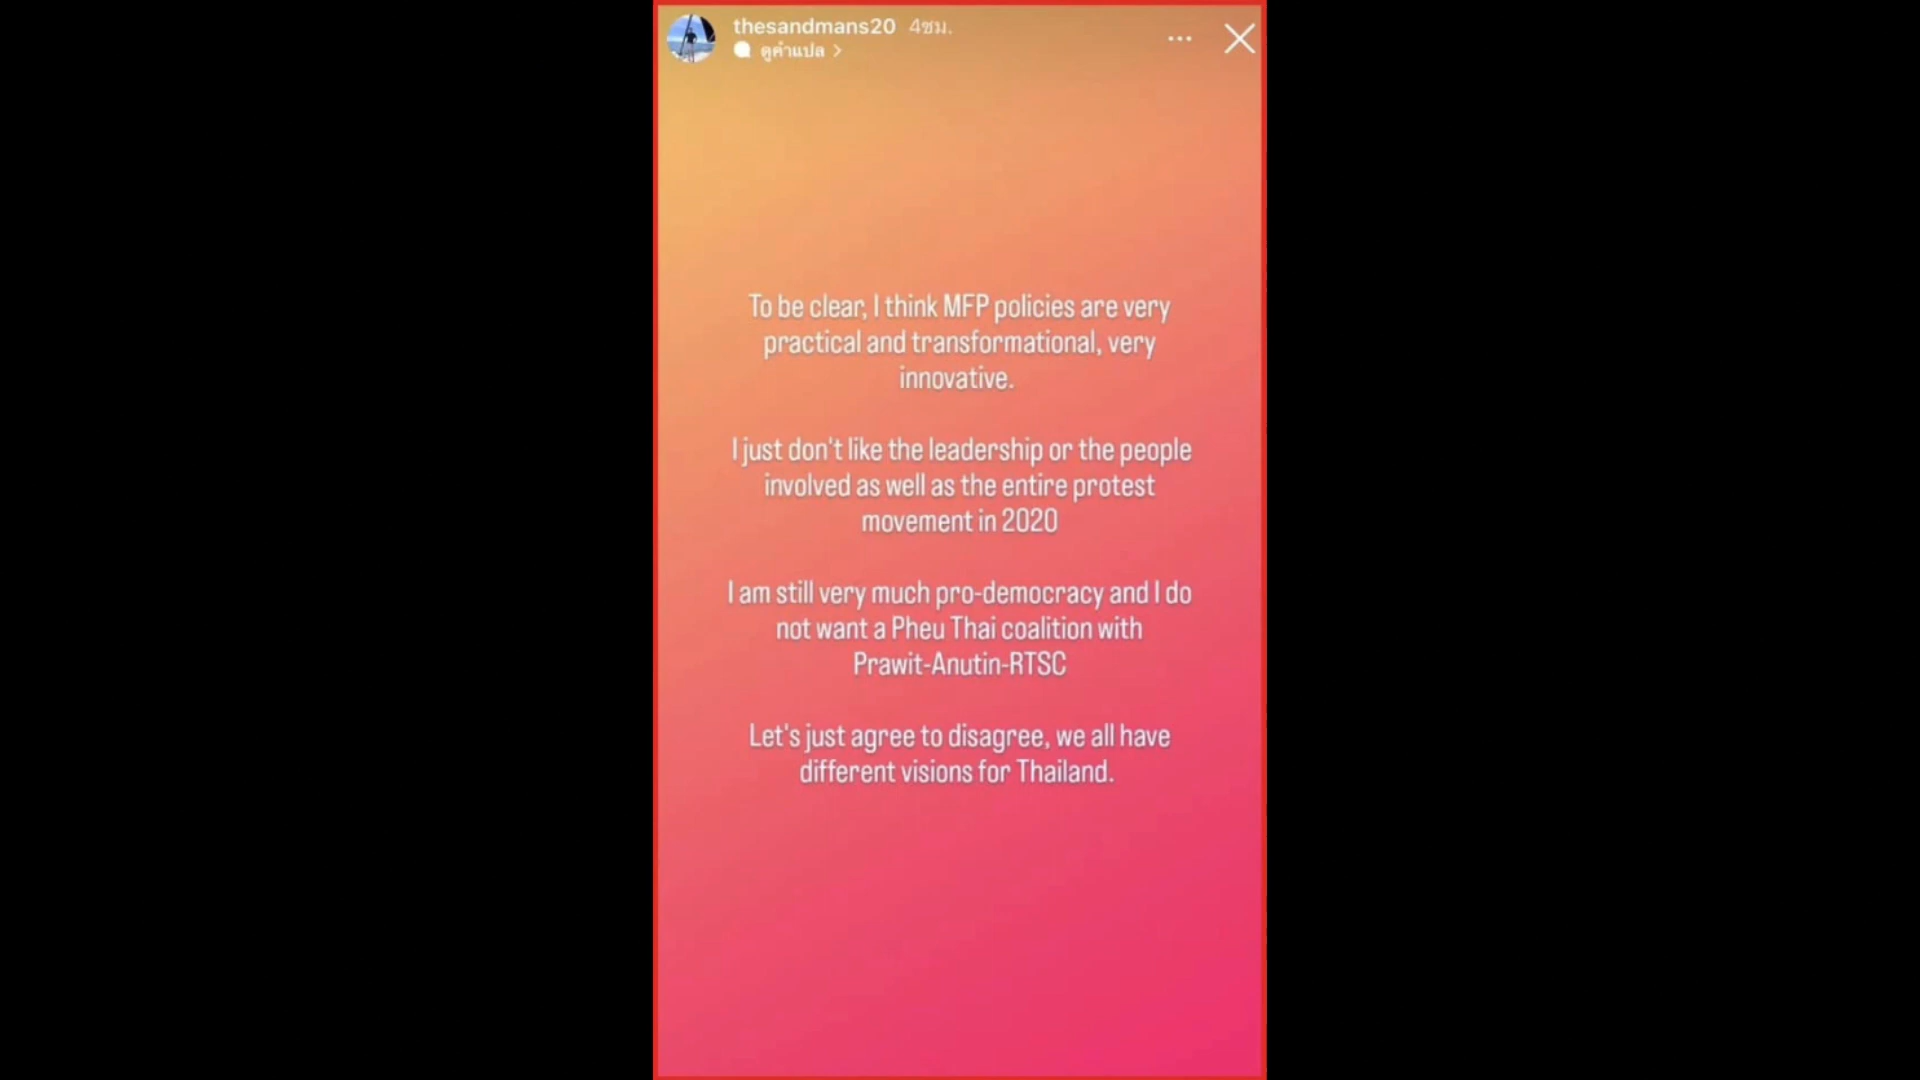 thesandmans20 4ชม.
ดูคำแปล >
To be clear, I think MFP policies are very
practical and transformational, very
innovative.
I just don't like the leadership or the people
involved as well as the entire protest
movement in 2020
I am still very much pro-democracy and I do
not want a Pheu Thai coalition with
Prawit-Anutin-RTSC
Let's just agree to disagree, we all have
different visions for Thailand.